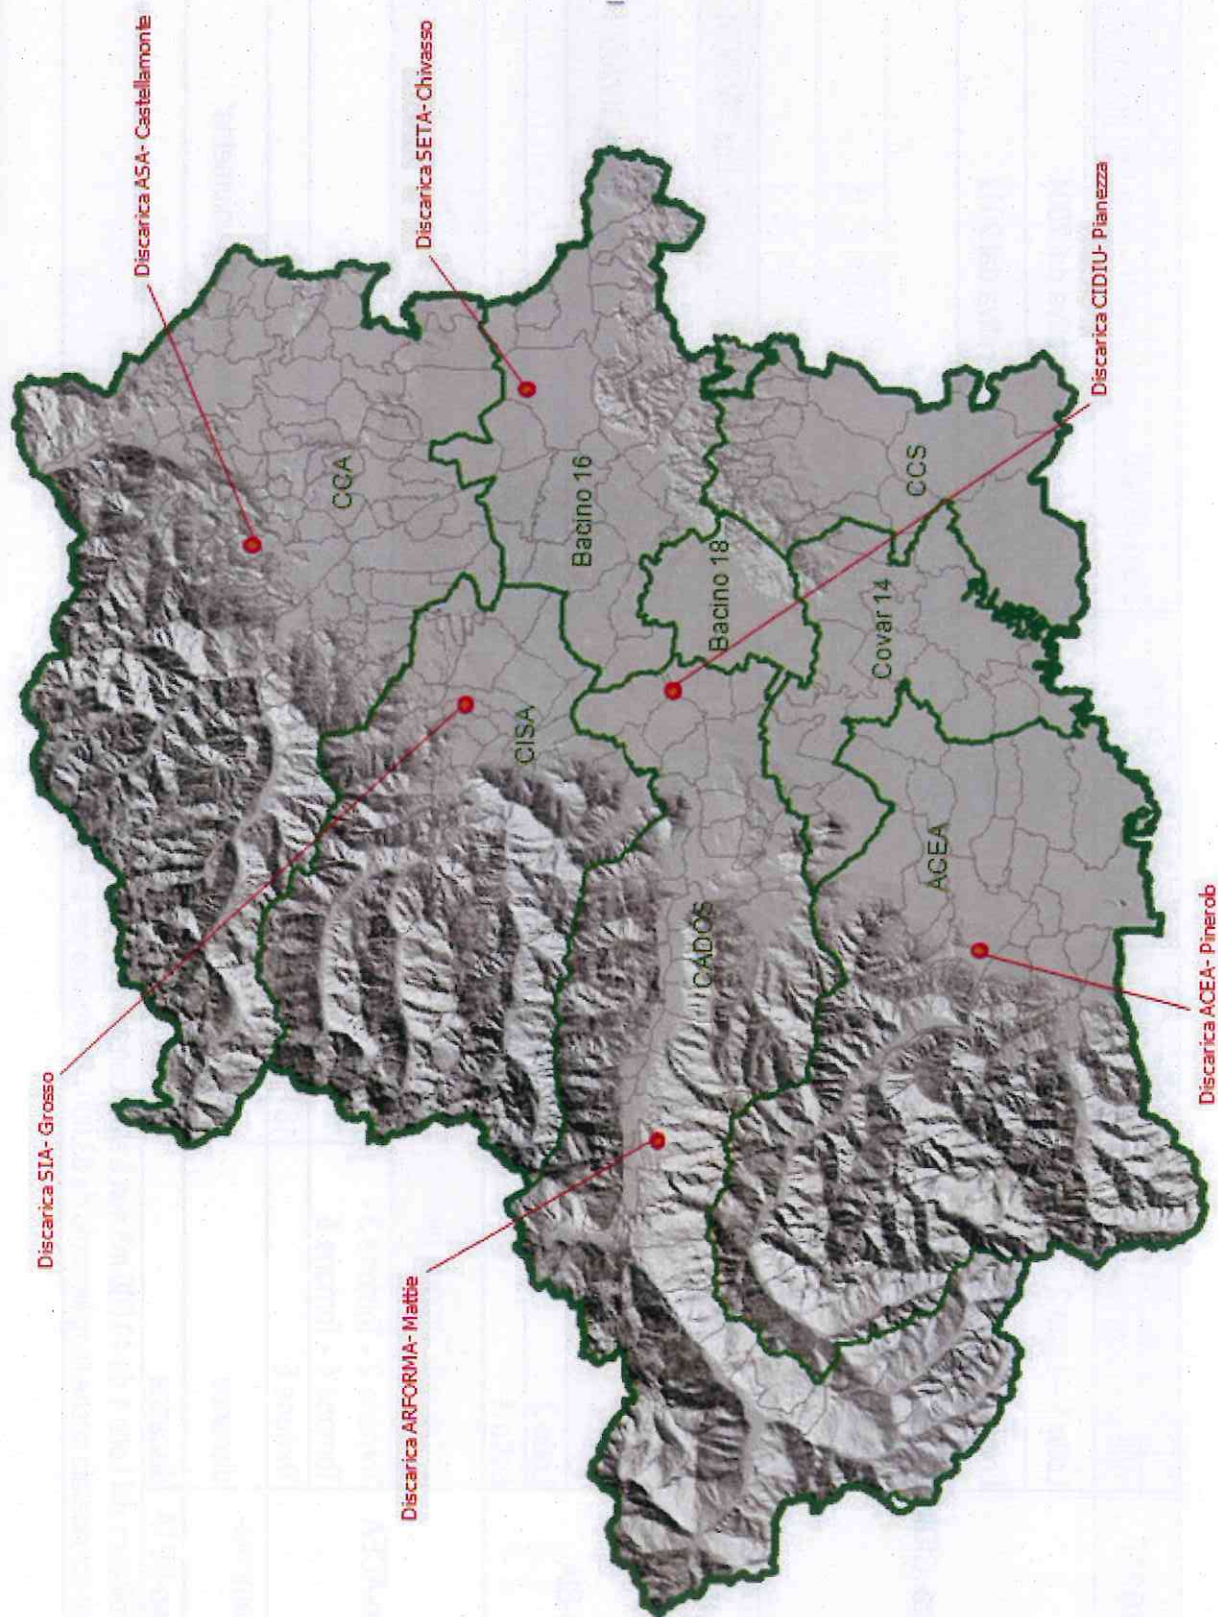 Discarica SIA- Grosso
Discarica ASA- Castellamonte
Discarica SETA- Chivasso
Discarica ARFORMA- Mattie
Discarica CIDIU- Pianezza
Discarica ACEA- Pinerob
CCA
CISA
Bacino 16
CADOS
Bacino 18
Covar 14
CCS
ACEA